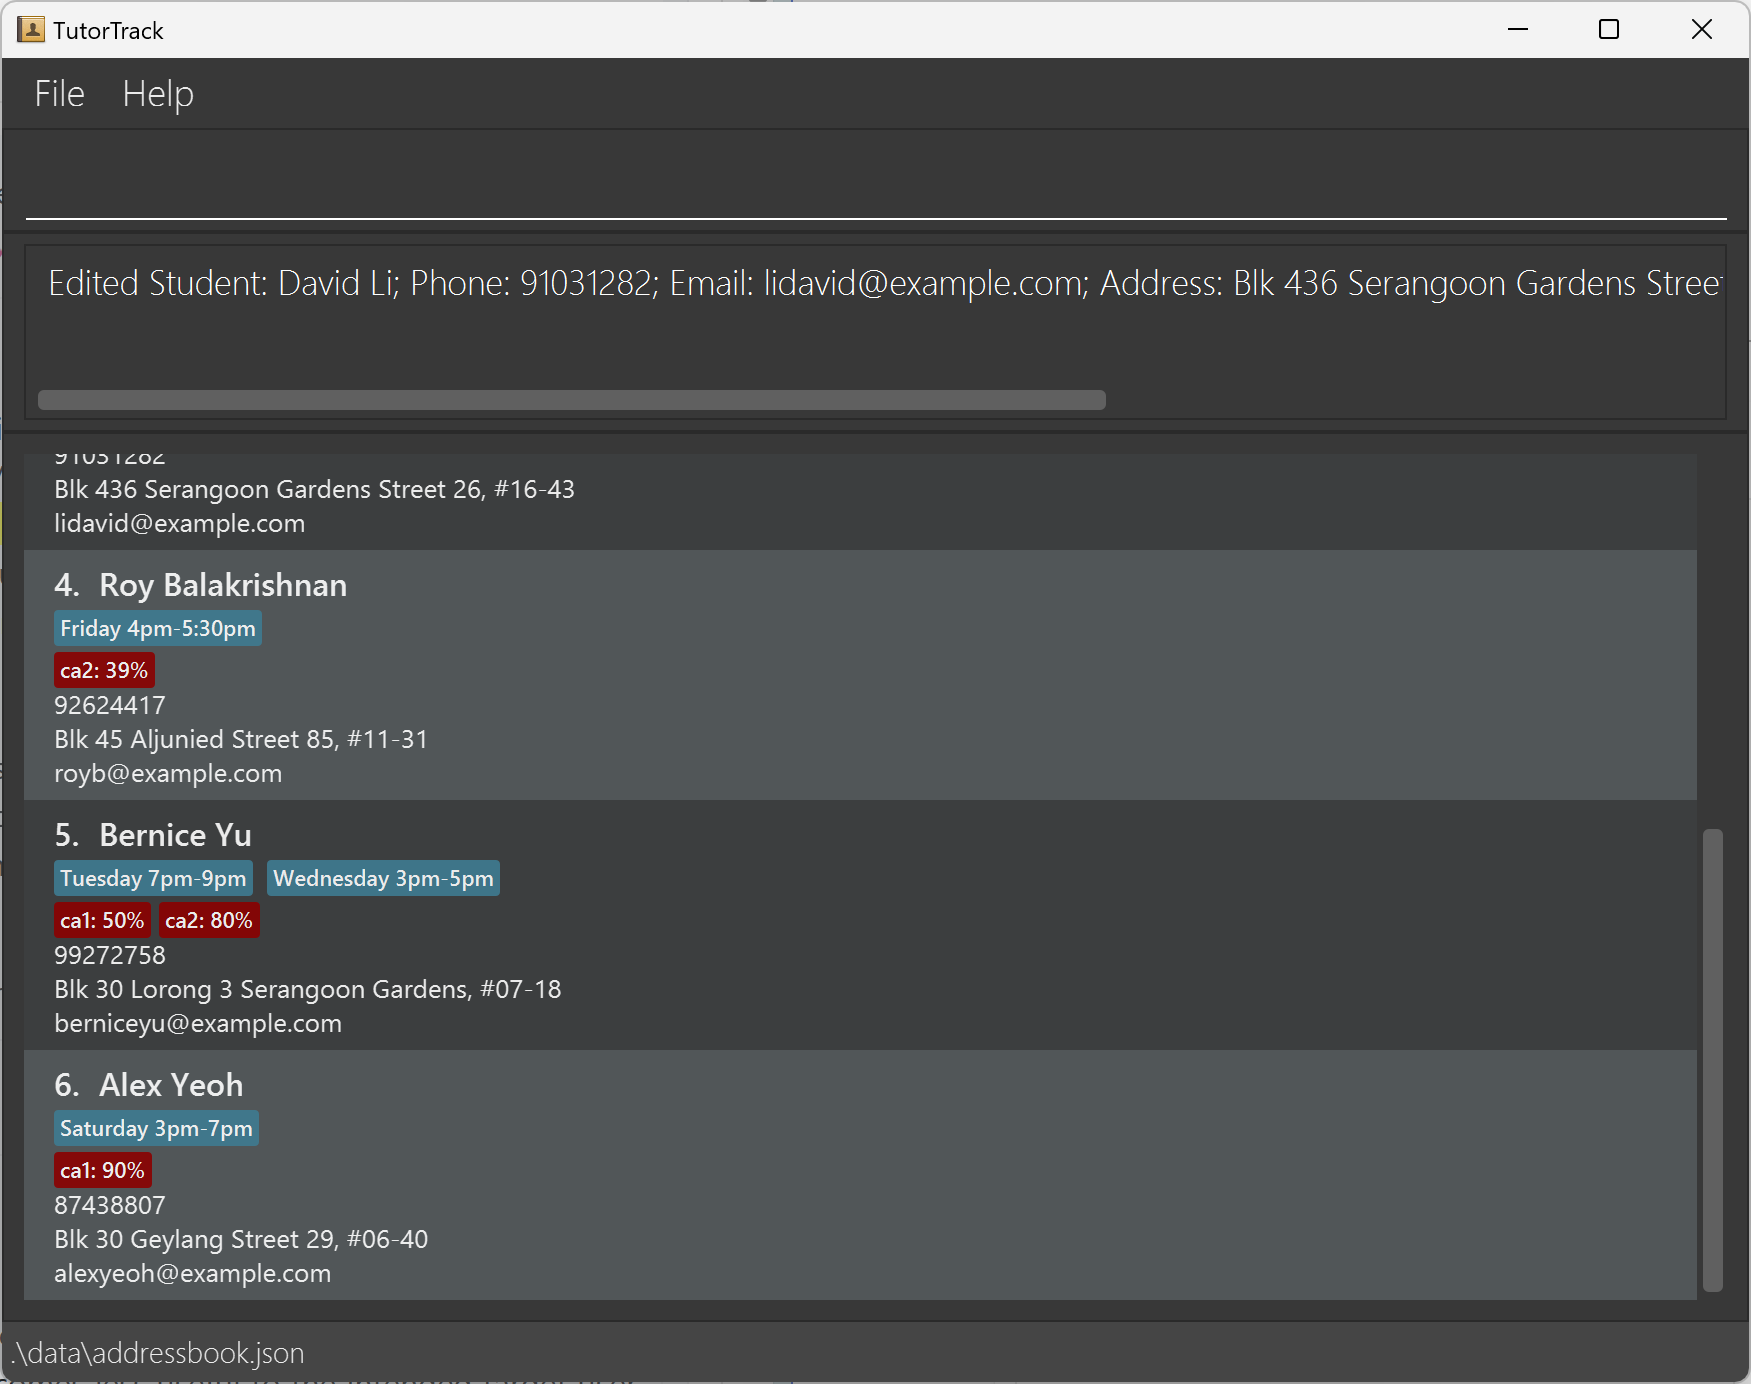 TutorTrack
File Help
Edited Student: David Li; Phone: 91031282; Email: lidavid@example.com; Address: Blk 436 Serangoon Gardens Street
91031282
Blk 436 Serangoon Gardens Street 26, #16-43
lidavid@example.com
4. Roy Balakrishnan
Friday 4pm-5:30pm
ca2: 39%
92624417
Blk 45 Aljunied Street 85, #11-31
royb@example.com
5. Bernice Yu
Tuesday 7pm-9pm Wednesday 3pm-5pm
ca1: 50% ca2: 80%
99272758
Blk 30 Lorong 3 Serangoon Gardens, #07-18
berniceyu@example.com
6. Alex Yeoh
Saturday 3pm-7pm
ca1: 90%
87438807
Blk 30 Geylang Street 29, #06-40
alexyeoh@example.com
.\data\addressbook.json